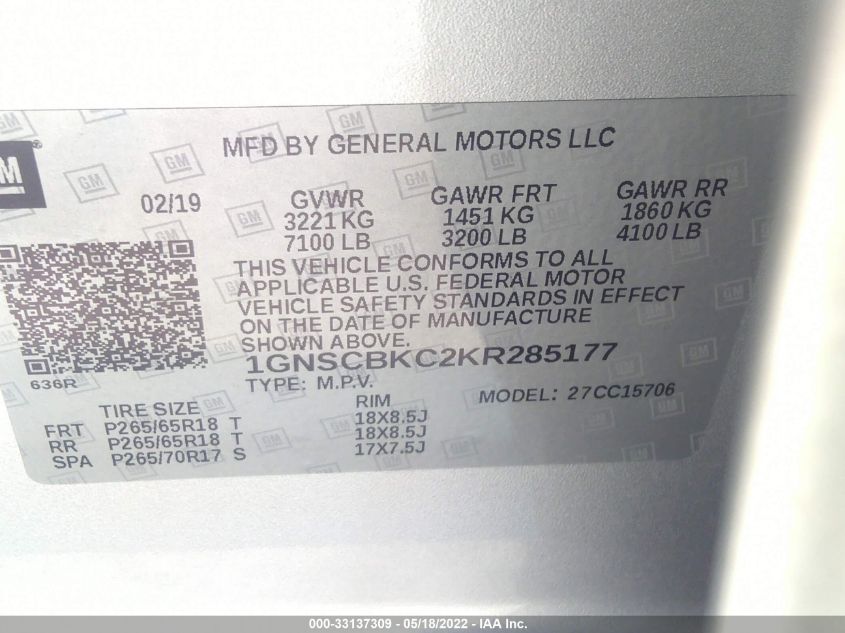 GM
MFD BY GENERAL MOTORS LLC
02/19 GVWR GAWR FRT GAWR RR
3221 KG 1451 KG 1860 KG
7100 LB 3200 LB 4100 LB
THIS VEHICLE CONFORMS TO ALL
APPLICABLE U.S. FEDERAL MOTOR
VEHICLE SAFETY STANDARDS IN EFFECT
ON THE DATE OF MANUFACTURE
SHOWN ABOVE.
1GNSCBKC2KR285177
636R
TYPE: M.P.V. MODEL: 27CC15706
TIRE SIZE RIM
FRT P265/65R18 T 18X8.5J
RR P265/65R18 T 18X8.5J
SPA P265/70R17 S 17X7.5J
000-33137309 - 05/18/2022 - IAA Inc.